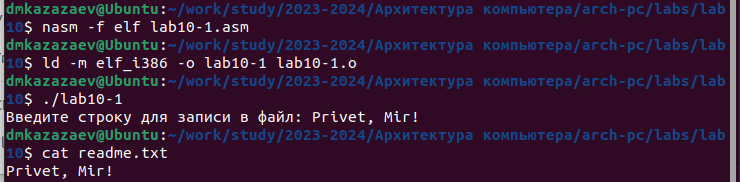 dmkazazaev@Ubuntu:~/work/study/2023-2024/Архитектура компьютера/arch-pc/labs/lab
10$ nasm -f elf lab10-1.asm
dmkazazaev@Ubuntu:~/work/study/2023-2024/Архитектура компьютера/arch-pc/labs/lab
10$ ld -m elf_i386 -o lab10-1 lab10-1.o
dmkazazaev@Ubuntu:~/work/study/2023-2024/Архитектура компьютера/arch-pc/labs/lab
10$ ./lab10-1
Введите строку для записи в файл: Privet, Mir!
dmkazazaev@Ubuntu:~/work/study/2023-2024/Архитектура компьютера/arch-pc/labs/lab
10$ cat readme.txt
Privet, Mir!